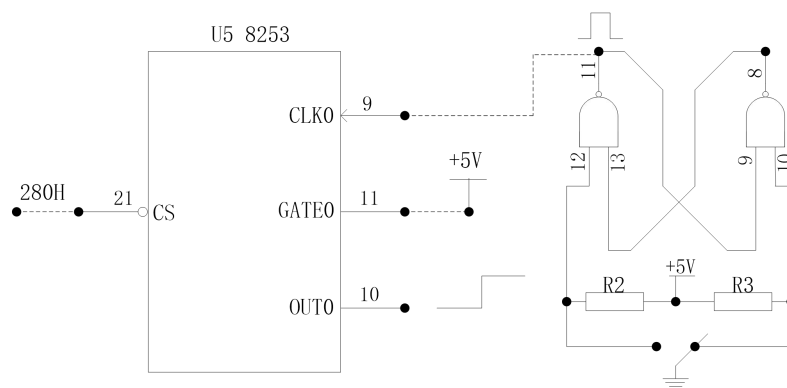 U5 8253
CLK0
9
11
8
+5V
12
13
9
10
280H
21
CS
GATE0
11
+5V
OUT0
10
R2
R3